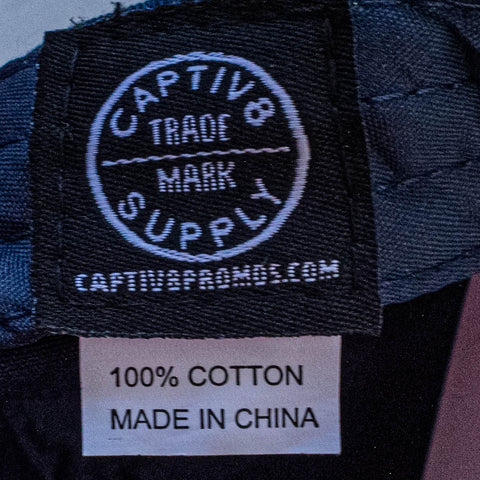 CAPTIV8
TRADE
MARK
SUPPLY
CAPTIV8PROMOS.COM
100% COTTON
MADE IN CHINA